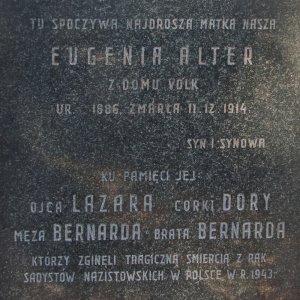 TU SPOCZYWA NAJDROŻSZA MATKA NASZA
EUGENIA ALTER
Z DOMU VOLK
UR. - 1886. ZMARŁA 11. 12. 1914.
SYN I SYNOWA
KU PAMIĘCI JEJ:
OJCA LAZARA CÓRKI DORY
MĘŻA BERNARDA - BRATA BERNARDA
KTÓRZY ZGINĘLI TRAGICZNĄ ŚMIERCIĄ Z RĄK
SADYSTÓW NAZISTOWSKICH W POLSCE W R. 1943.